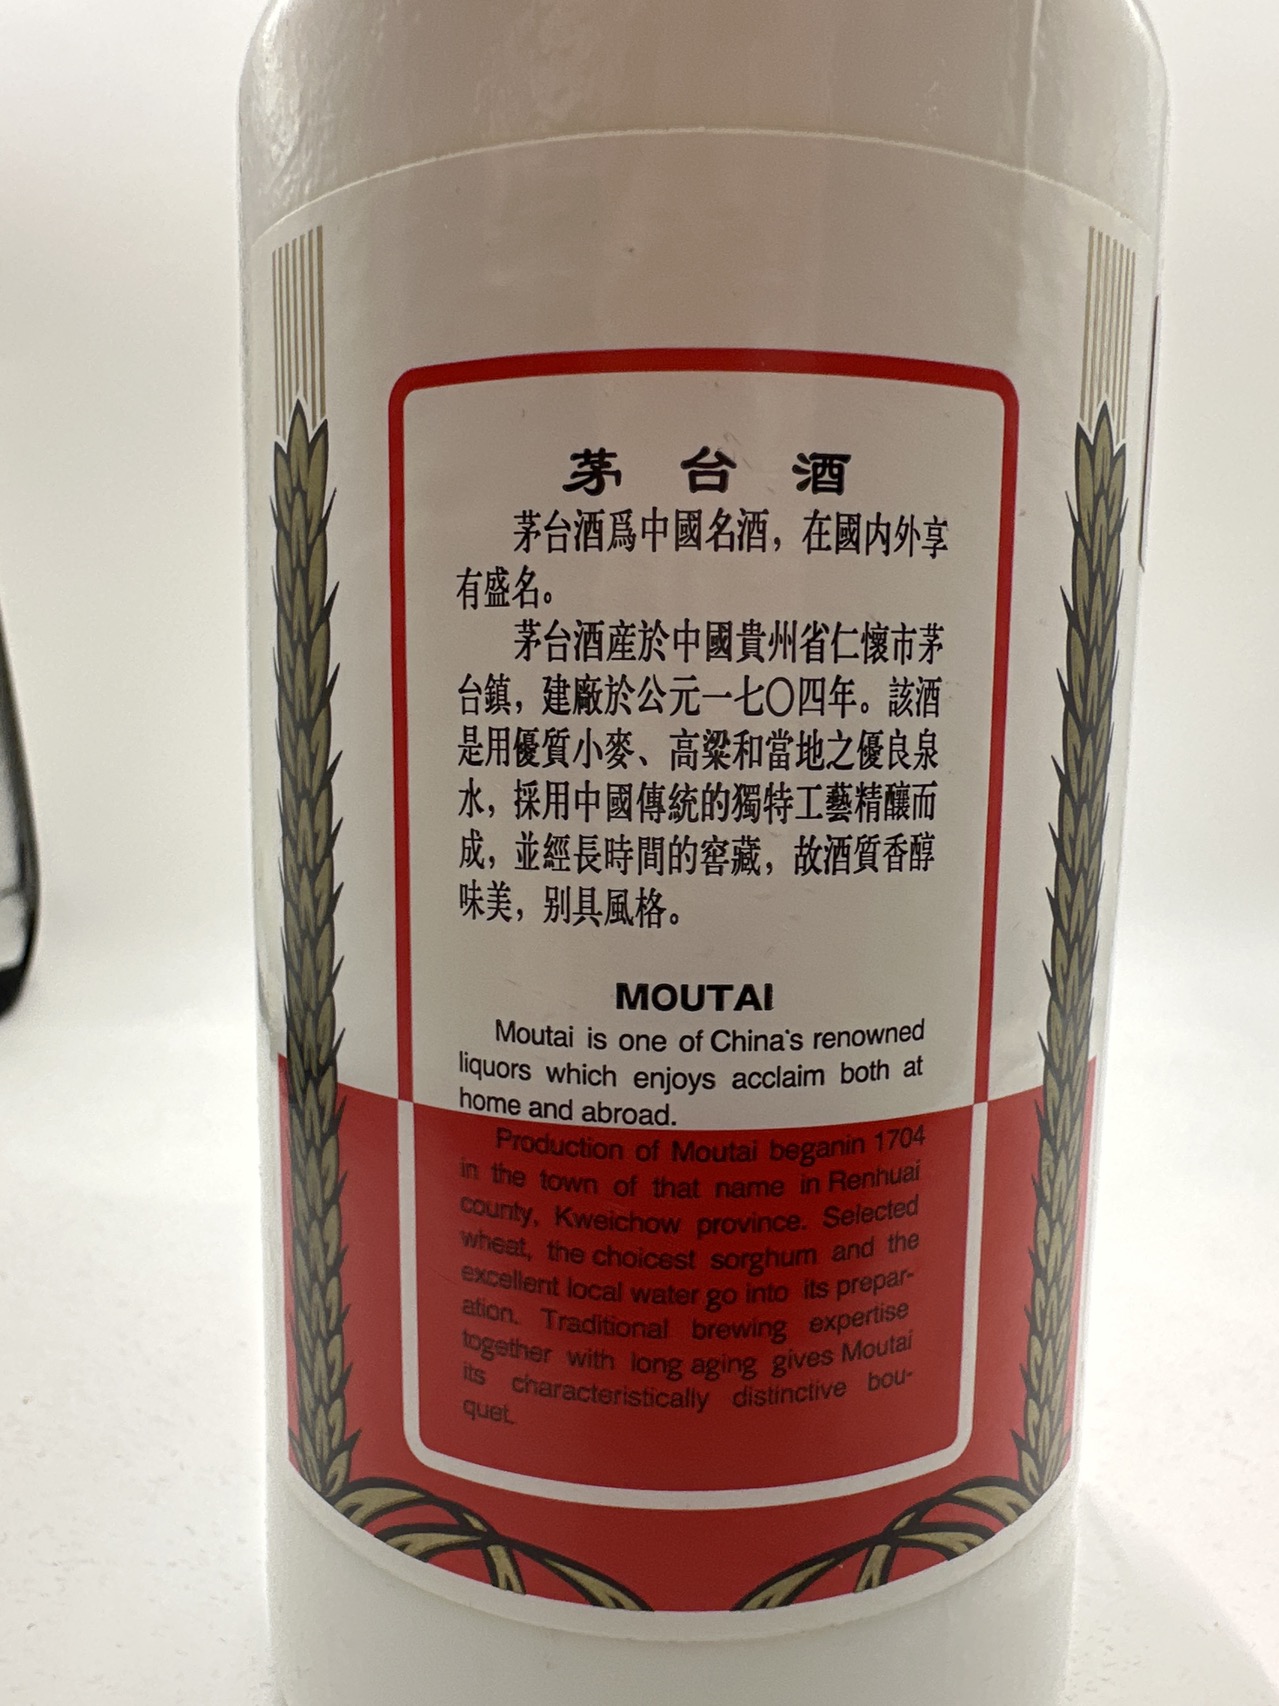 茅台酒
茅台酒爲中國名酒，在國内外享
有盛名。
茅台酒産於中國貴州省仁懷市茅
台鎮，建廠於公元一七〇四年。該酒
是用優質小麥、高粱和當地之優良泉
水，採用中國傳統的獨特工藝精釀而
成，並經長時間的窖藏，故酒質香醇
味美，别具風格。
MOUTAI
Moutai is one of China's renowned
liquors which enjoys acclaim both at
home and abroad.
Production of Moutai beganin 1704
in the town of that name in Renhuai
county, Kweichow province. Selected
wheat, the choicest sorghum and the
excellent local water go into its prepar-
ation. Traditional brewing expertise
together with long aging gives Moutai
its characteristically distinctive bou-
quet.